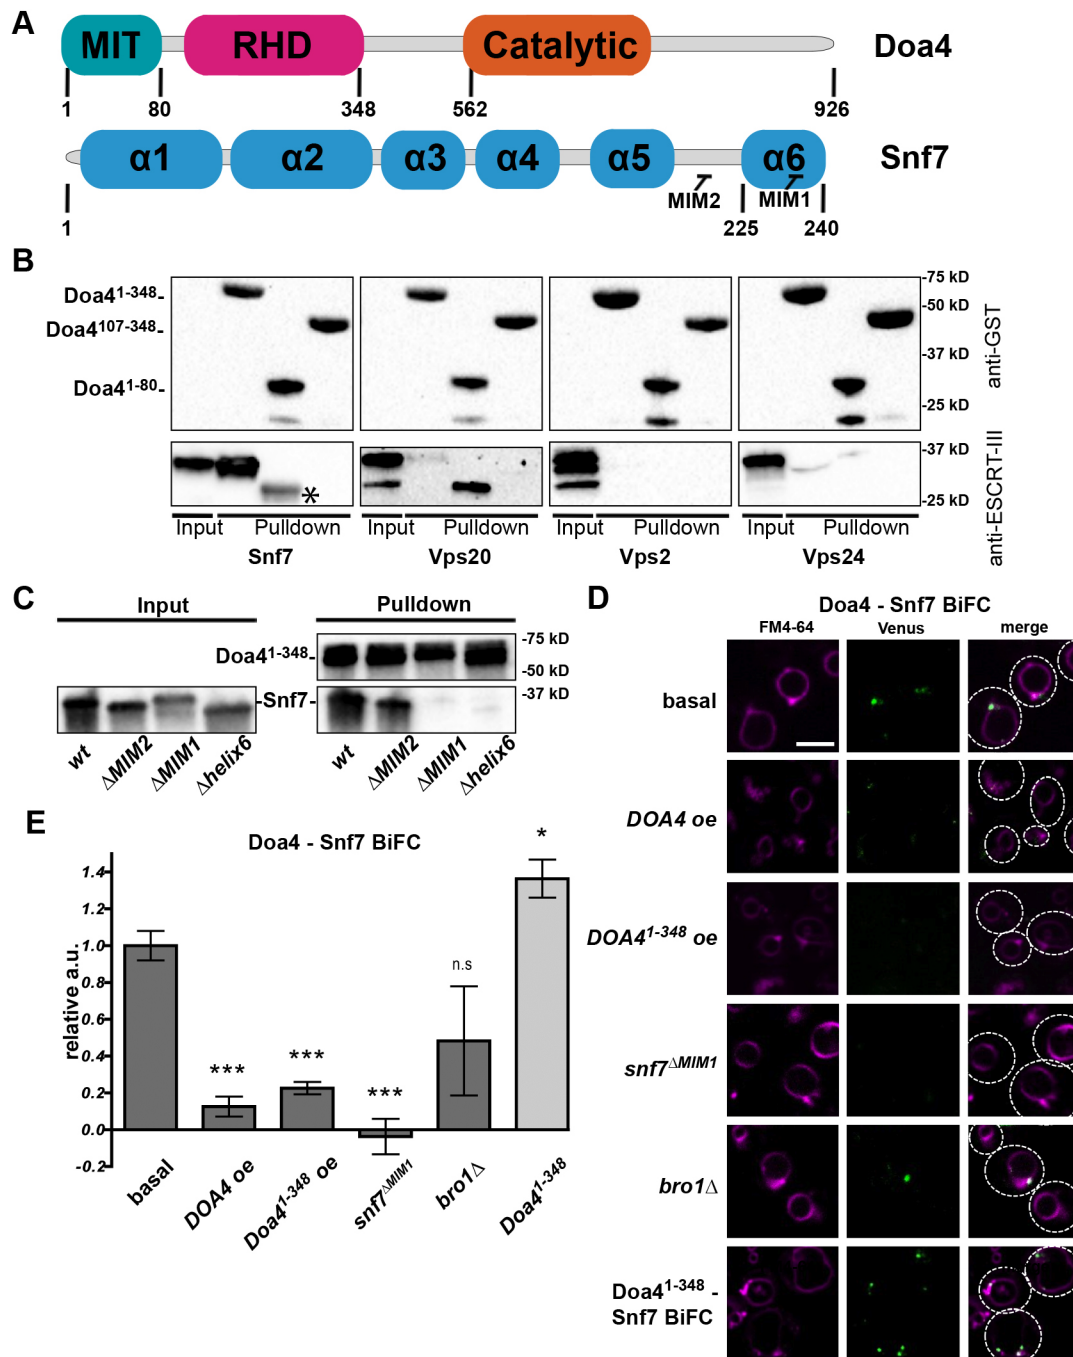 A
MIT RHD Catalytic Doa4
1 80 348 562 926
α1 α2 α3 α4 α5 α6 Snf7
MIM2 MIM1
1 225 240
B
Doa4¹⁻³⁴⁸-
Doa4¹⁰⁷⁻³⁴⁸-
Doa4¹⁻⁸⁰-
-75 kD
-50 kD
-37 kD
-25 kD
anti-GST
-37 kD
-25 kD
anti-ESCRT-III
*
Input Pulldown Input Pulldown Input Pulldown Input Pulldown
Snf7 Vps20 Vps2 Vps24
C
Input Pulldown
Doa4¹⁻³⁴⁸-
-75 kD
-50 kD
-Snf7-
-37 kD
wt ΔMIM2 ΔMIM1 Δhelix6 wt ΔMIM2 ΔMIM1 Δhelix6
D
Doa4 - Snf7 BiFC
FM4-64 Venus merge
basal
DOA4 oe
DOA4¹⁻³⁴⁸ oe
snf7ΔMIM1
bro1Δ
Doa4¹⁻³⁴⁸ -
Snf7 BiFC
E
Doa4 - Snf7 BiFC
relative a.u.
1.4
1.2
1.0
0.8
0.6
0.4
0.2
0.0
-0.2
*** *** *** n.s *
basal DOA4 oe Doa4¹⁻³⁴⁸ oe snf7ΔMIM1 bro1Δ Doa4¹⁻³⁴⁸